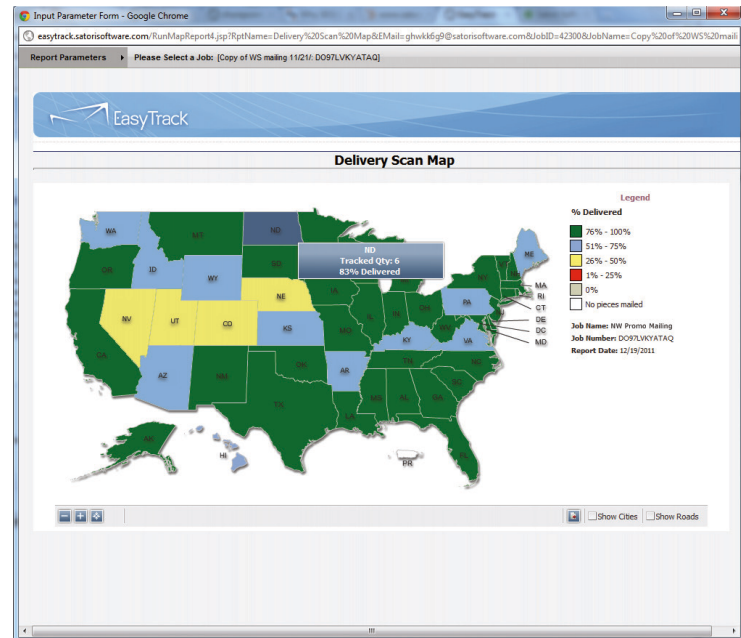 Input Parameter Form - Google Chrome
easytrack.satorisoftware.com/RunMapReport4.jsp?RptName=Delivery%20Scan%20Map&EMail=ghwkk6g9@satorisoftware.com&JobID=42300&JobName=Copy%20of%20WS%20maili
Report Parameters Please Select a Job: [Copy of WS mailing 11/21/: DO97LVKYATAQ]
EasyTrack
Delivery Scan Map
Legend
% Delivered
76% - 100%
51% - 75%
26% - 50%
1% - 25%
0%
No pieces mailed
Job Name: NW Promo Mailing
Job Number: DO97LVKYATAQ
Report Date: 12/19/2011
WA
MT
ND
ND
Tracked Qty: 6
83% Delivered
OR
ID
WY
SD
NE
IA
NV
UT
CO
KS
MO
IL
IN
OH
WV
PA
NY
VT
NH
ME
MA
RI
CT
DE
DC
MD
CA
AZ
NM
OK
AR
KY
VA
TN
NC
SC
TX
LA
MS
AL
GA
FL
AK
HI
PR
Show Cities
Show Roads